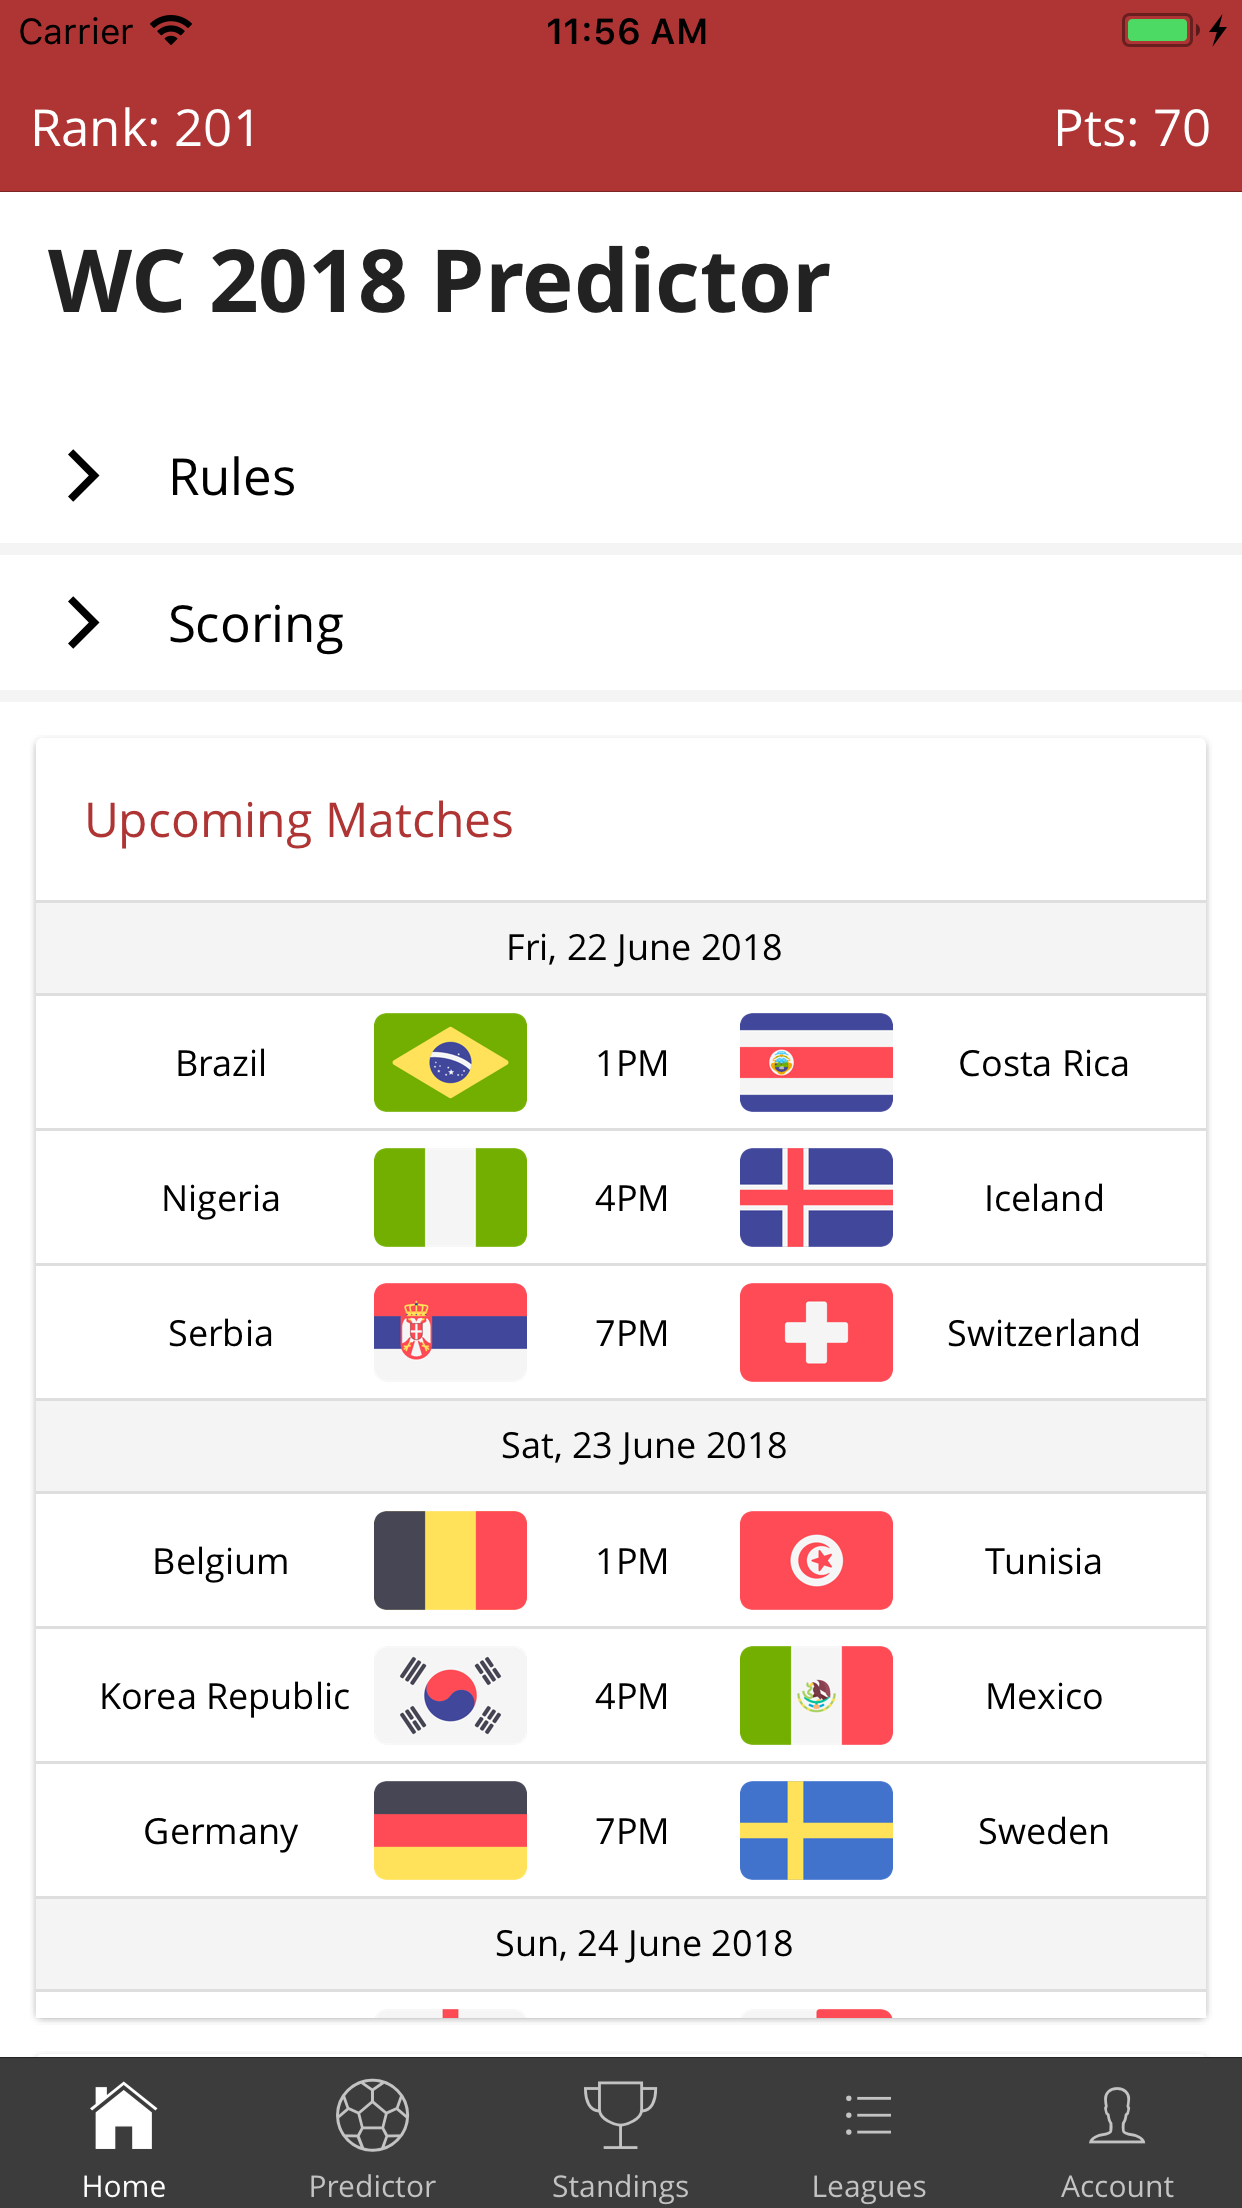 Carrier 11:56 AM
Rank: 201 Pts: 70
WC 2018 Predictor
Rules
Scoring
Upcoming Matches
Fri, 22 June 2018
Brazil 1PM Costa Rica
Nigeria 4PM Iceland
Serbia 7PM Switzerland
Sat, 23 June 2018
Belgium 1PM Tunisia
Korea Republic 4PM Mexico
Germany 7PM Sweden
Sun, 24 June 2018
Home Predictor Standings Leagues Account